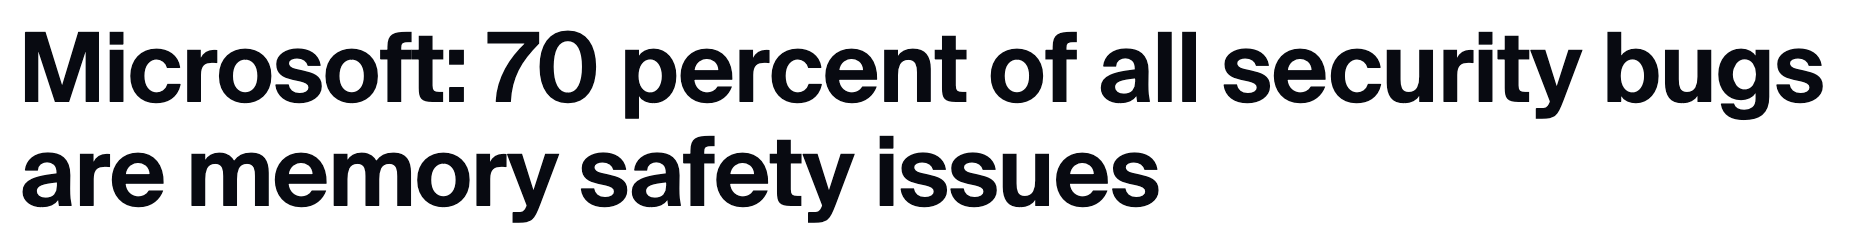 Microsoft: 70 percent of all security bugs
are memory safety issues